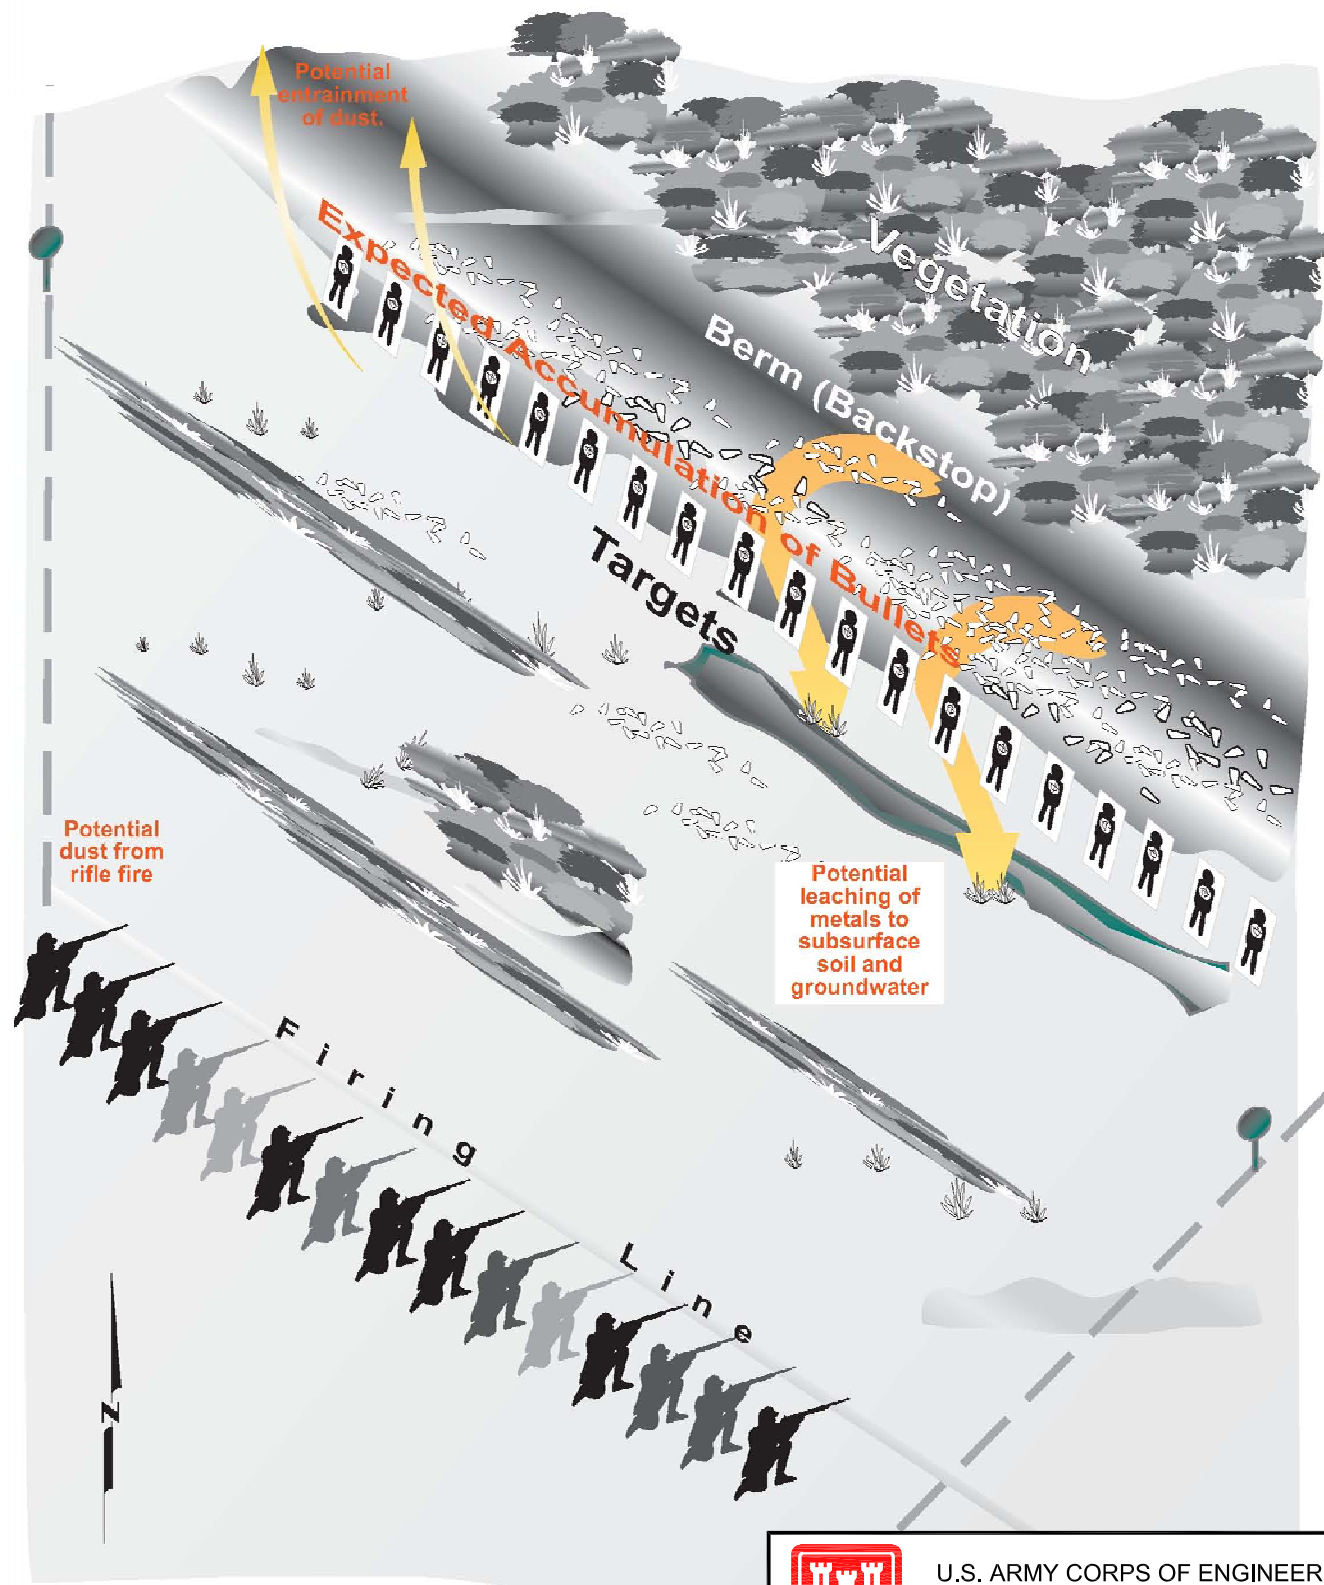 Potential
entrainment
of dust.
Expected Accumulation of Bullets
Vegetation
Berm (Backstop)
Targets
Potential
dust from
rifle fire
Potential
leaching of
metals to
subsurface
soil and
groundwater
Firing Line
N
U.S. ARMY CORPS OF ENGINEER